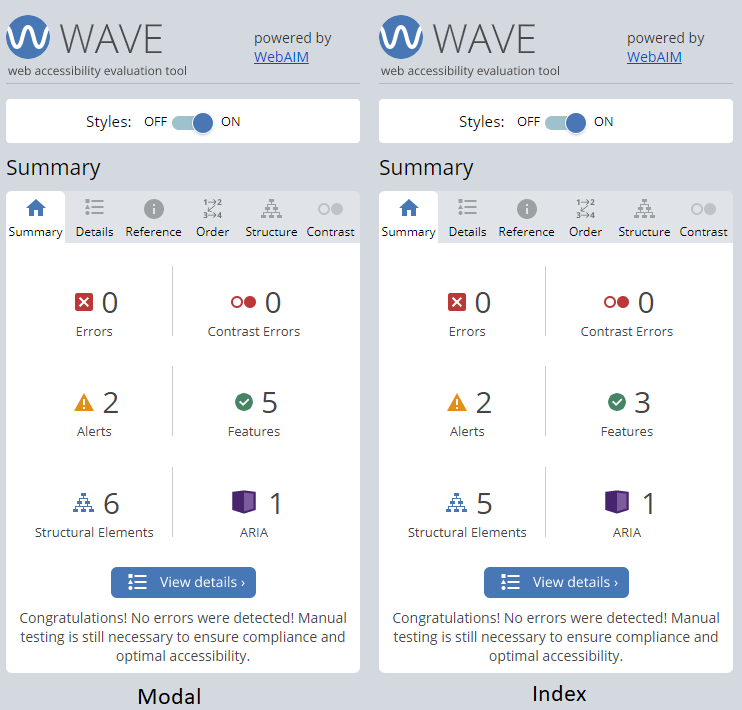 WAVE
powered by
WebAIM
web accessibility evaluation tool
Styles: OFF ON
Summary
Summary Details Reference Order Structure Contrast
0 0
Errors Contrast Errors
2 5
Alerts Features
6 1
Structural Elements ARIA
View details ›
Congratulations! No errors were detected! Manual
testing is still necessary to ensure compliance and
optimal accessibility.
Modal
WAVE
powered by
WebAIM
web accessibility evaluation tool
Styles: OFF ON
Summary
Summary Details Reference Order Structure Contrast
0 0
Errors Contrast Errors
2 3
Alerts Features
5 1
Structural Elements ARIA
View details ›
Congratulations! No errors were detected! Manual
testing is still necessary to ensure compliance and
optimal accessibility.
Index